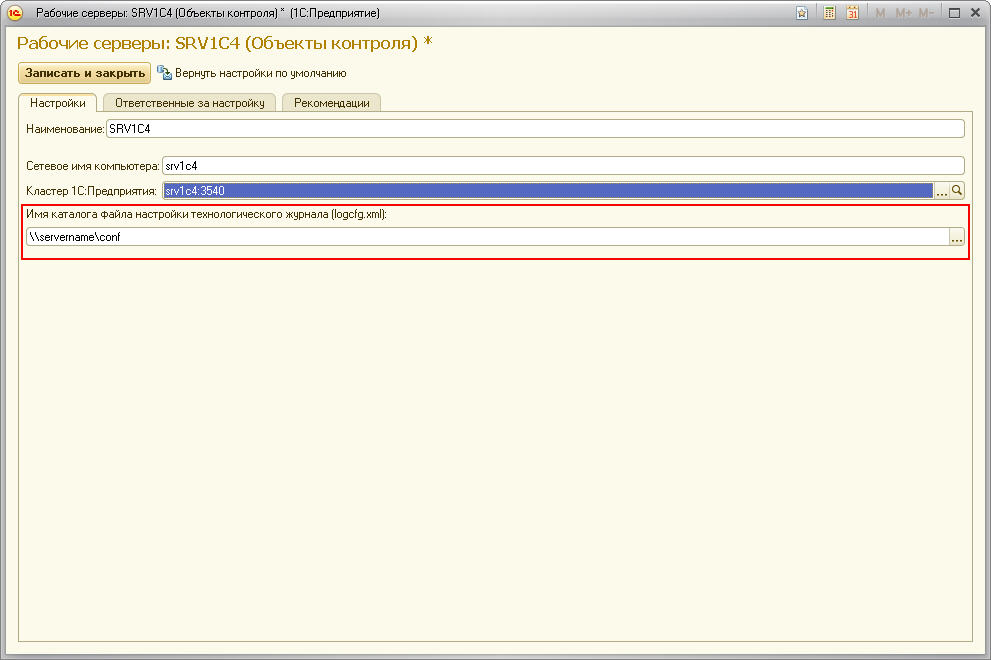 Рабочие серверы: SRV1C4 (Объекты контроля) * (1С:Предприятие)
31 M M+ M-
Рабочие серверы: SRV1C4 (Объекты контроля) *
Записать и закрыть Вернуть настройки по умолчанию
Настройки Ответственные за настройку Рекомендации
Наименование: SRV1C4
Сетевое имя компьютера: srv1c4
Кластер 1С:Предприятия: srv1c4:3540 ...
Имя каталога файла настройки технологического журнала (logcfg.xml):
\\servername\conf ...